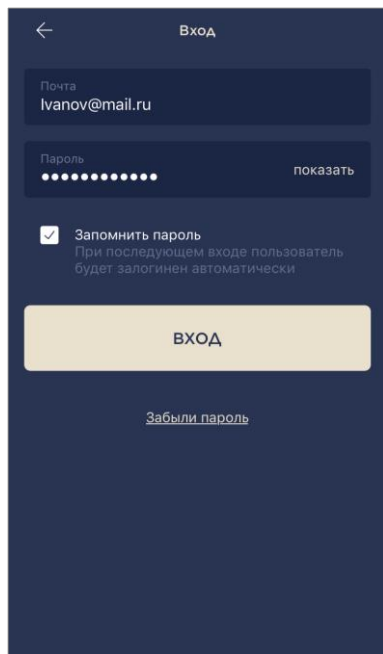 Вход
Почта
Ivanov@mail.ru
Пароль
●●●●●●●●●●●●
показать
Запомнить пароль
При последующем входе пользователь
будет залогинен автоматически
ВХОД
Забыли пароль